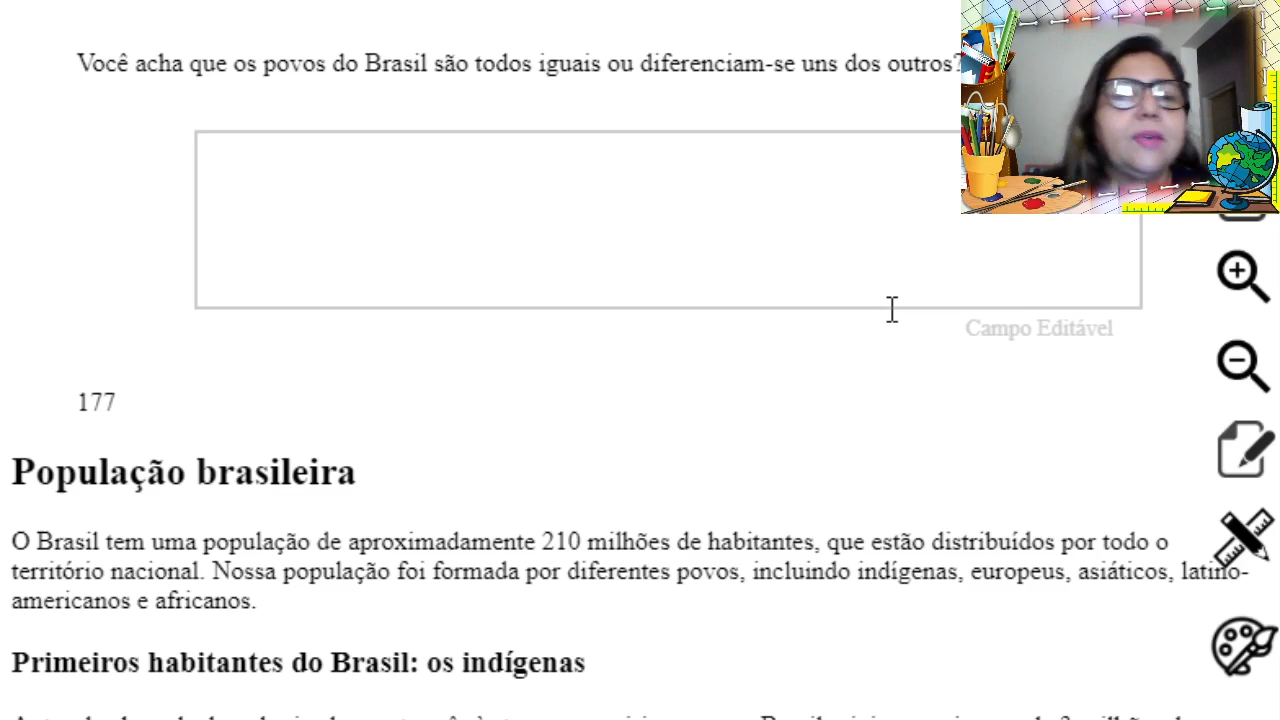 Você acha que os povos do Brasil são todos iguais ou diferenciam-se uns dos outros?
Campo Editável
177
População brasileira
O Brasil tem uma população de aproximadamente 210 milhões de habitantes, que estão distribuídos por todo o
território nacional. Nossa população foi formada por diferentes povos, incluindo indígenas, europeus, asiáticos, latino-
americanos e africanos.
Primeiros habitantes do Brasil: os indígenas